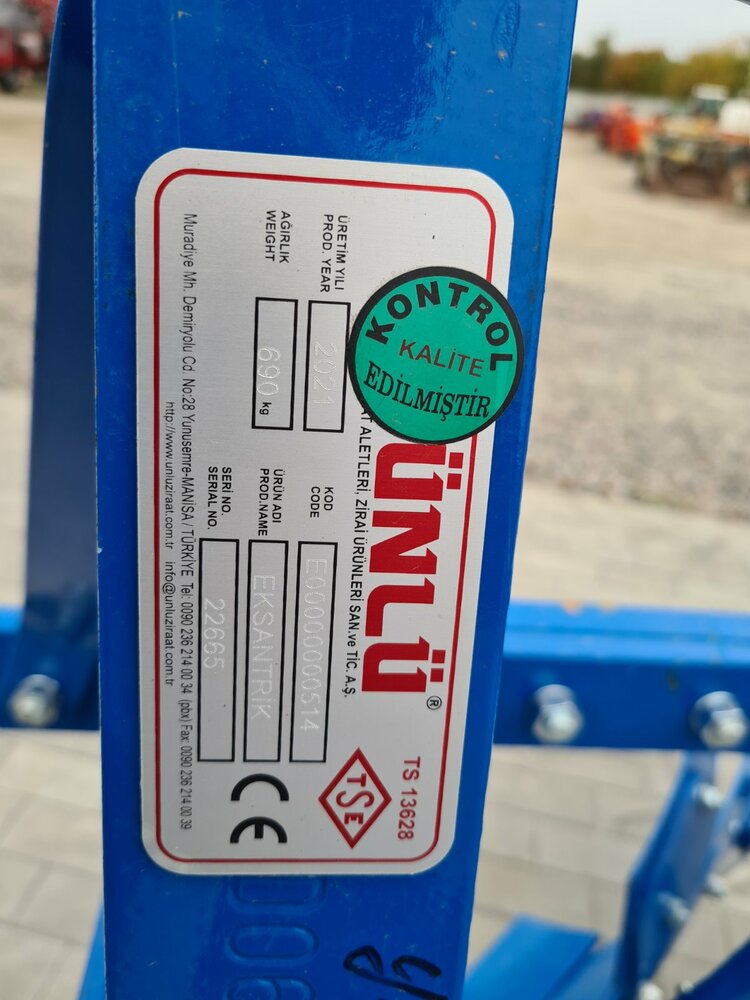 KONTROL
KALİTE
EDİLMİŞTİR
ÜNLÜ®
TS 13628
TSE
ALETLERİ, ZİRAİ ÜRÜNLERİ SAN.ve TİC. A.Ş.
ÜRETİM YILI
PROD. YEAR
2021
KOD
CODE
E00000000514
AĞIRLIK
WEIGHT
690 kg
ÜRÜN ADI
PROD.NAME
EKSANTRİK
SERİ NO.
SERIAL NO.
22665
CE
Muradiye Mh. Demiryolu Cd. No:28 Yunusemre-MANİSA / TÜRKİYE Tel: 0090 236 214 00 34 (pbx) Fax: 0090 236 214 00 39
http://www.unluziraat.com.tr info@unluziraat.com.tr